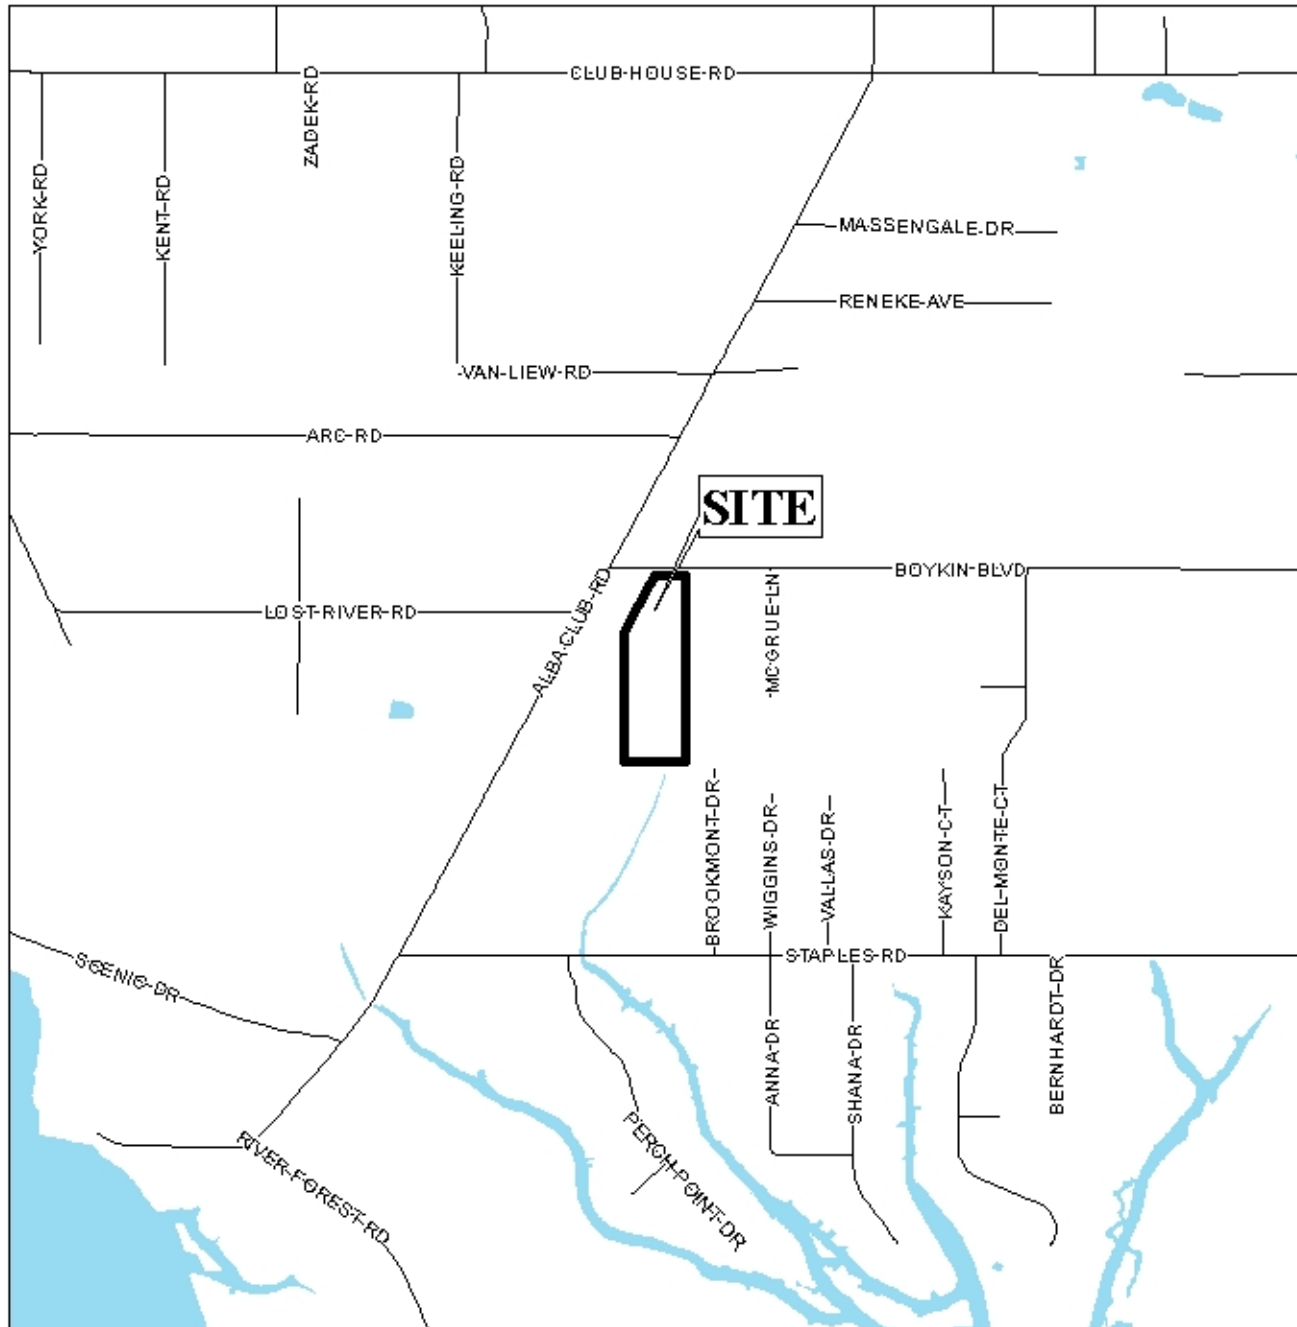 CLUB HOUSE RD
ZADEK RD
YORK RD
KENT RD
KEELING RD
MASSENGALE DR
RENEKE AVE
VAN LIEW RD
ARC RD
SITE
BOYKIN BLVD
LOST RIVER RD
ALBA CLUB RD
MCGRUE LN
BROOKMONT DR
WIGGINS DR
VALLAS DR
KAYSON CT
DEL MONTE CT
STAPLES RD
SCENIC DR
ANNA DR
SHANA DR
BERNHARDT DR
PERCH POINT DR
RIVER FOREST RD